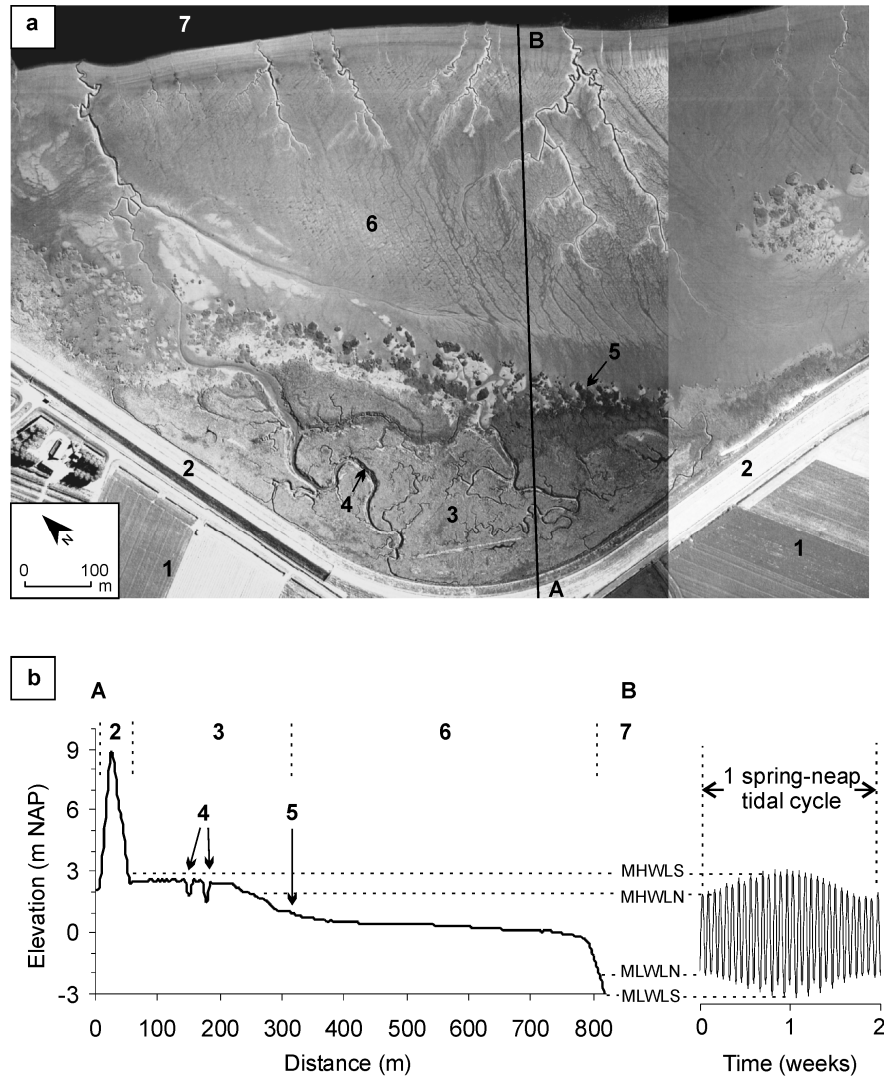 a
7
B
6
5
2
2
4
3
N
0 100
m
1
1
A
b
A
B
2
3
6
7
9
6
3
0
-3
4
5
1 spring-neap
tidal cycle
MHWLS
MHWLN
MLWLN
MLWLS
Elevation (m NAP)
0 100 200 300 400 500 600 700 800
Distance (m)
0 1 2
Time (weeks)